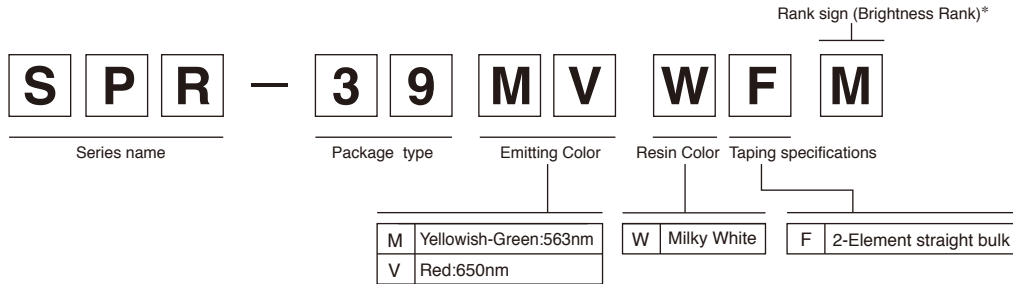 Rank sign (Brightness Rank)*
S P R — 3 9 M V W F M
Series name Package type Emitting Color Resin Color Taping specifications
M Yellowish-Green:563nm W Milky White F 2-Element straight bulk
V Red:650nm